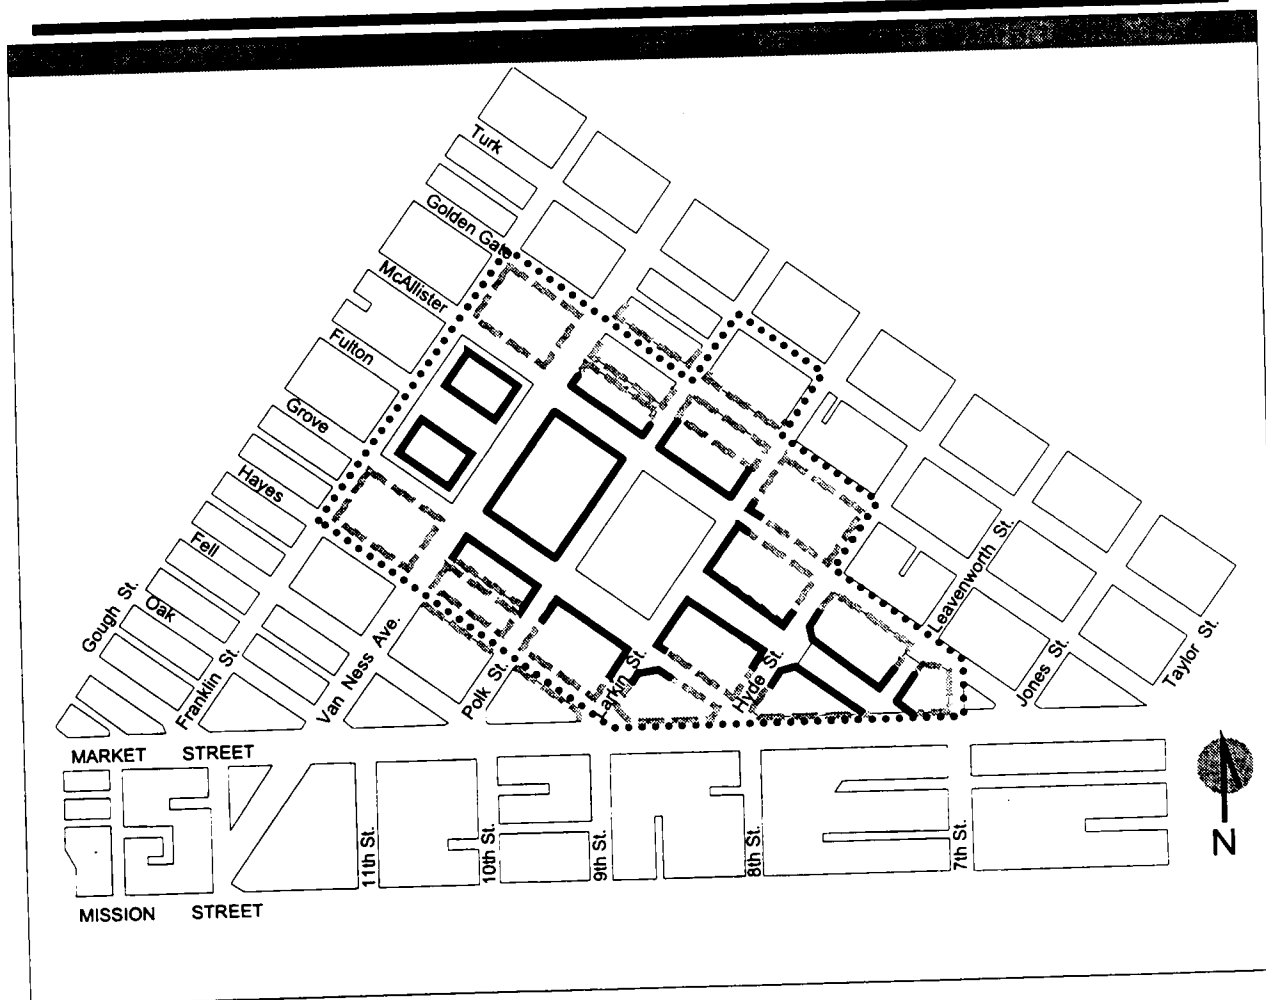 Turk
Golden Gate
McAllister
Fulton
Grove
Hayes
Fell
Oak
Gough St.
Franklin St.
Van Ness Ave.
Polk St.
Larkin St.
Hyde St.
Leavenworth St.
Jones St.
Taylor St.
MARKET STREET
11th St.
10th St.
9th St.
8th St.
7th St.
N
MISSION STREET